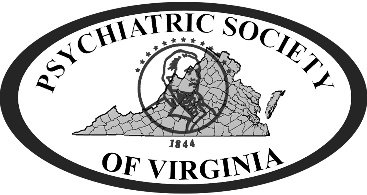 PSYCHIATRIC SOCIETY
1844
OF VIRGINIA